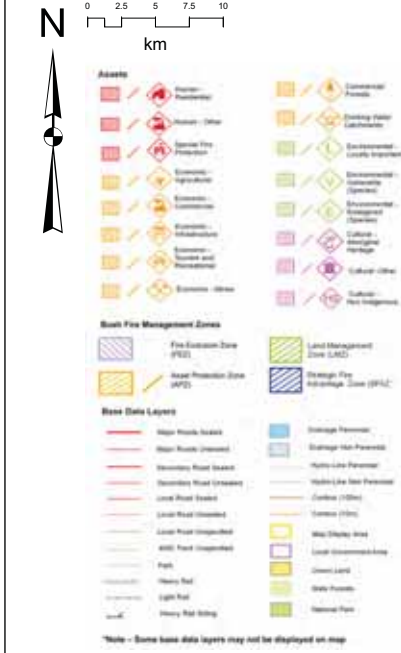 N
0 2.5 5 7.5 10
km
Assets
Human - Residential
Human - Other
Special Fire Protection
Economic - Agricultural
Economic - Commercial
Economic - Infrastructure
Economic - Tourist and Recreational
Economic - Mines
Commercial Forests
Drinking Water Catchments
Environmental - Locally Important
Environmental - Vulnerable (Species)
Environmental - Endangered (Species)
Cultural - Aboriginal Heritage
Cultural - Other
Cultural - Non Indigenous
Bush Fire Management Zones
Fire Exclusion Zone (FEZ)
Asset Protection Zone (APZ)
Land Management Zone (LMZ)
Strategic Fire Advantage Zone (SFAZ)
Base Data Layers
Major Roads Sealed
Major Roads Unsealed
Secondary Road Sealed
Secondary Road Unsealed
Local Road Sealed
Local Road Unsealed
Local Road Unspecified
4WD Track Unspecified
Path
Heavy Rail
Light Rail
Heavy Rail Siding
Drainage Perennial
Drainage Non Perennial
Hydro-Line Perennial
Hydro-Line Non Perennial
Contour (100m)
Contour (10m)
Map Display Area
Local Government Area
Crown Land
State Forests
National Park
*Note – Some base data layers may not be displayed on map